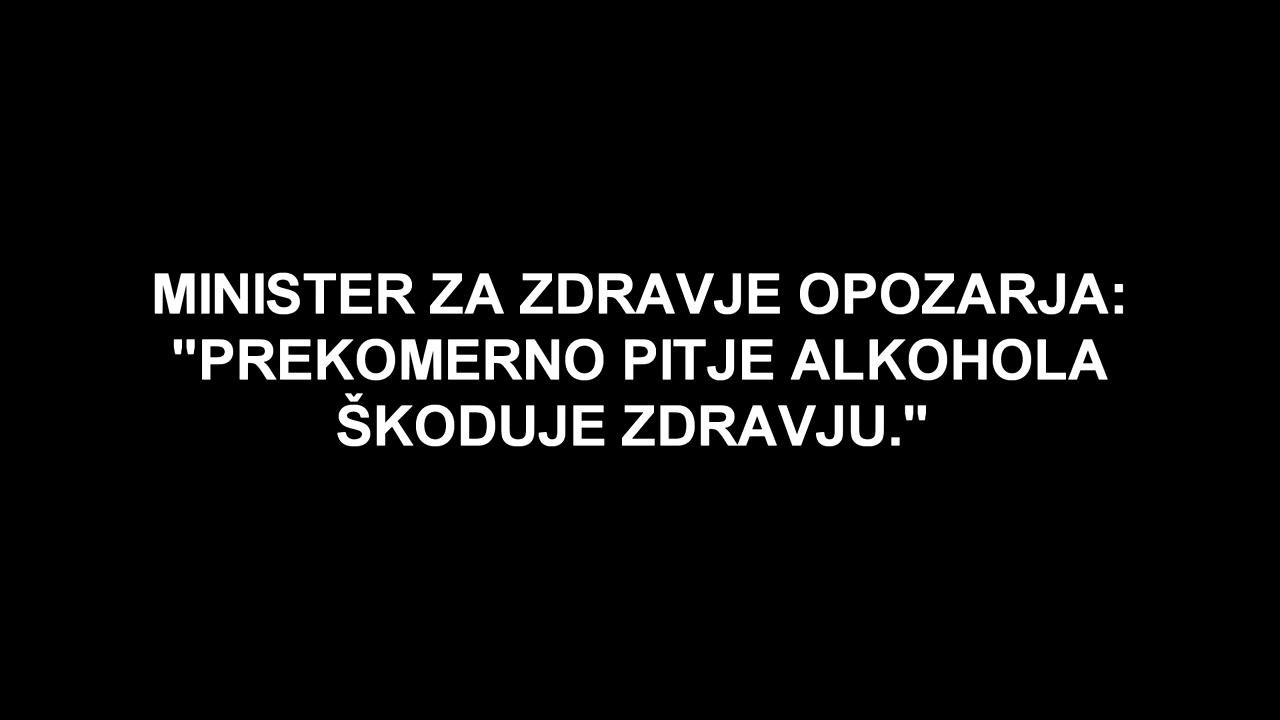 MINISTER ZA ZDRAVJE OPOZARJA:
"PREKOMERNO PITJE ALKOHOLA
ŠKODUJE ZDRAVJU."